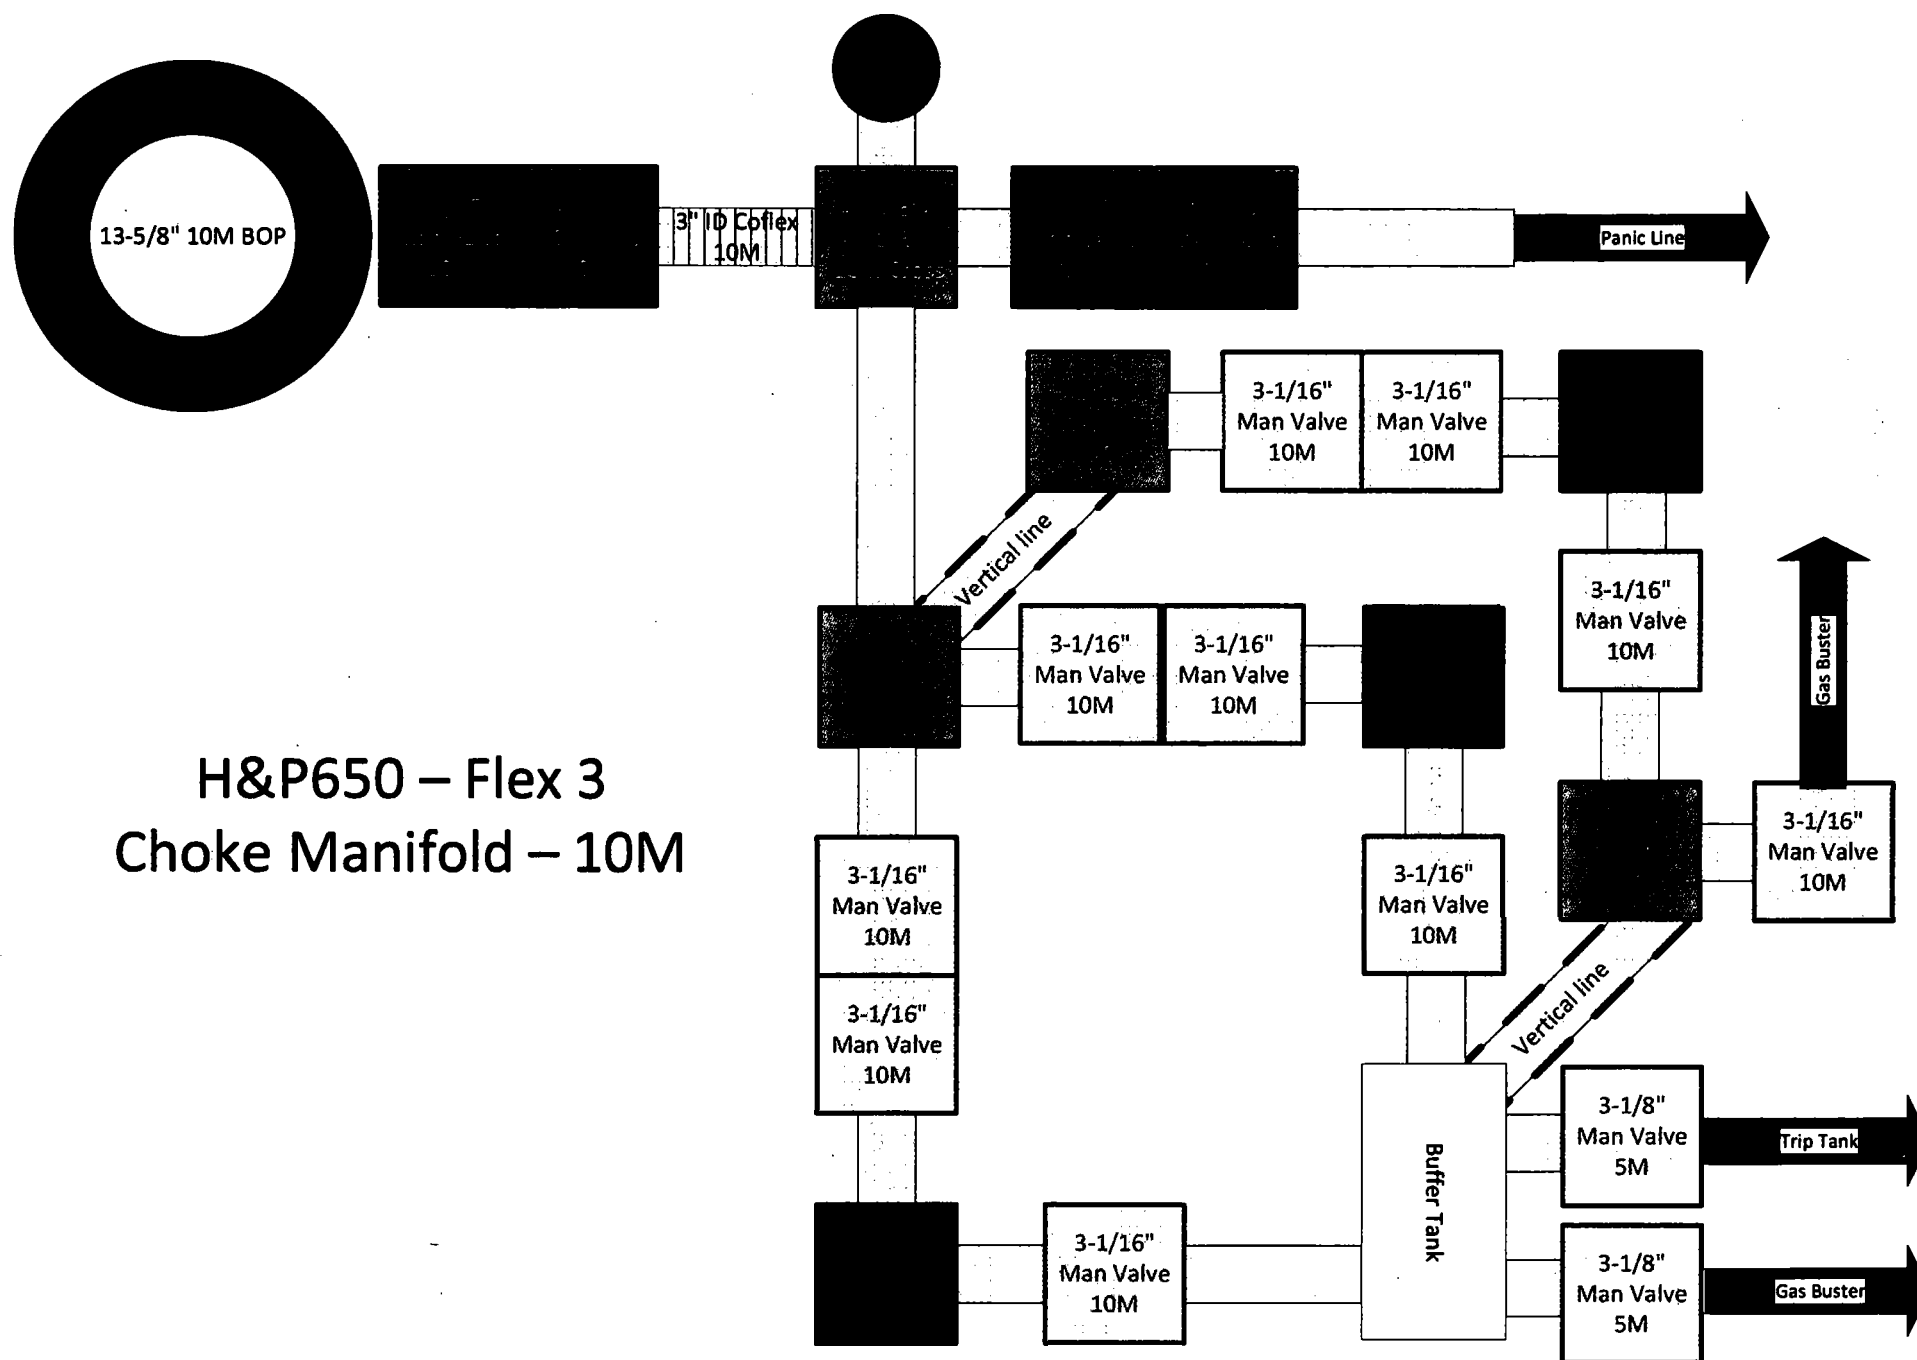 13-5/8" 10M BOP
3" ID Coflex
10M
Panic Line
3-1/16"
Man Valve
10M
3-1/16"
Man Valve
10M
Vertical line
3-1/16"
Man Valve
10M
Gas Buster
3-1/16"
Man Valve
10M
3-1/16"
Man Valve
10M
H&P650 – Flex 3
Choke Manifold – 10M
3-1/16"
Man Valve
10M
3-1/16"
Man Valve
10M
3-1/16"
Man Valve
10M
3-1/16"
Man Valve
10M
Vertical line
3-1/8"
Man Valve
5M
Trip Tank
Buffer Tank
3-1/16"
Man Valve
10M
3-1/8"
Man Valve
5M
Gas Buster